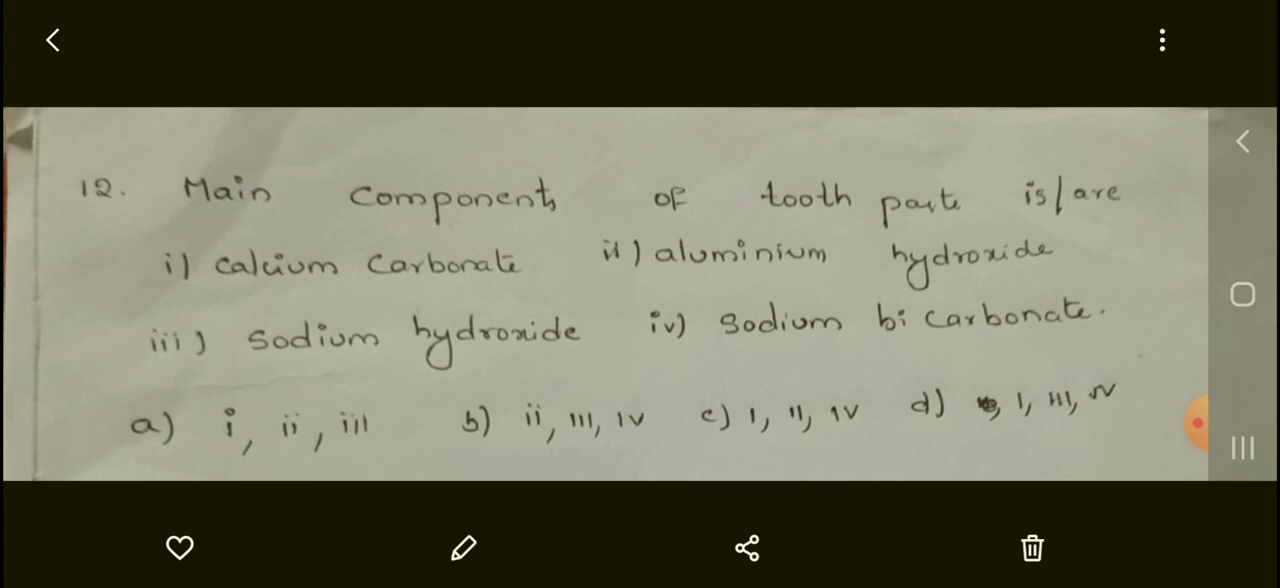 12. Main Components of tooth paste is/are
i) Calcium Carbonate ii) aluminium hydroxide
iii) Sodium hydroxide iv) Sodium bi carbonate.
a) i, ii, iii b) ii, III, IV c) I, II, IV d) I, III, IV